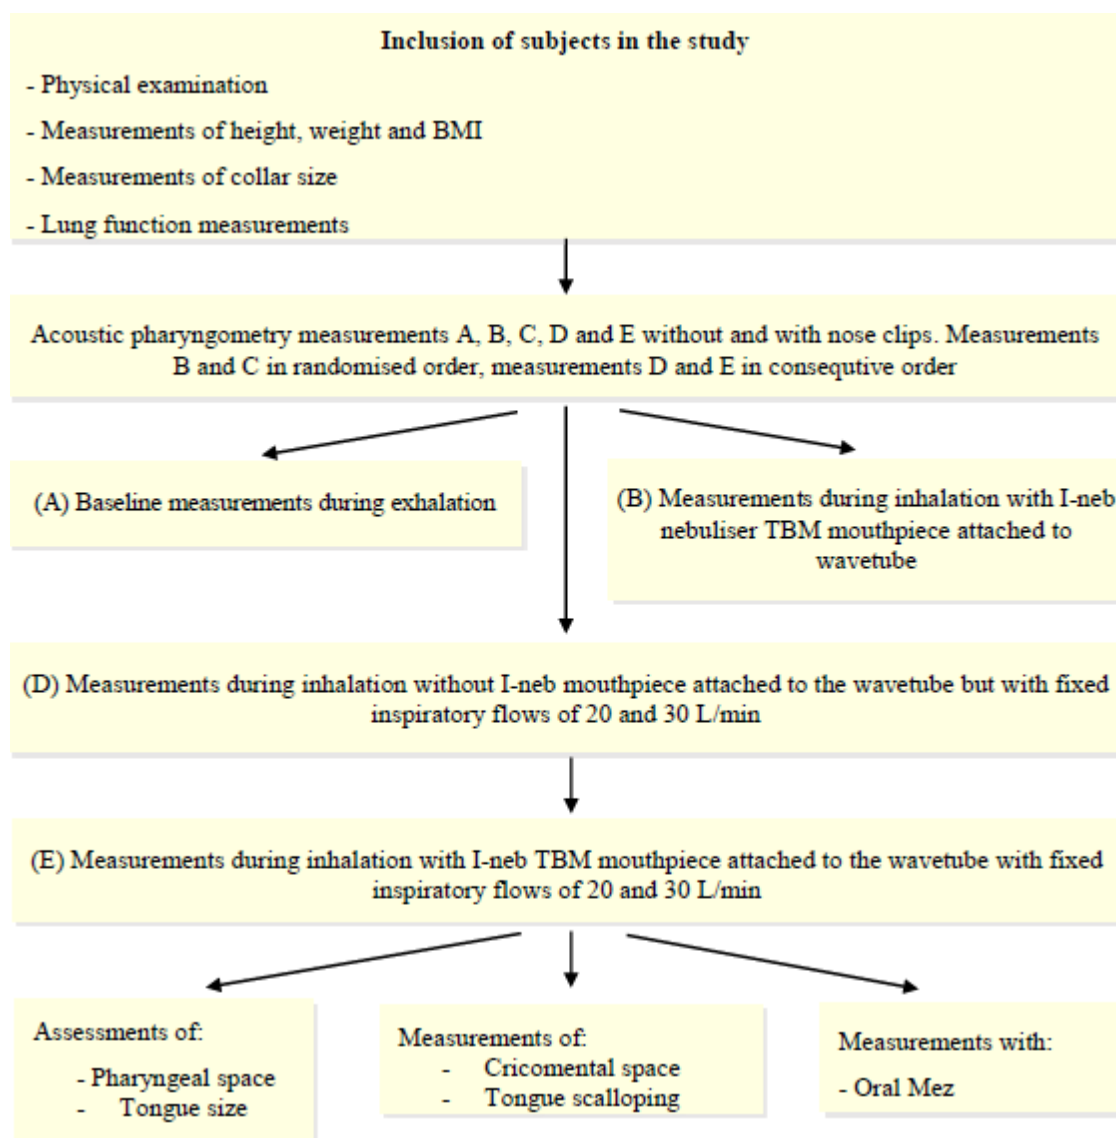 Inclusion of subjects in the study
- Physical examination
- Measurements of height, weight and BMI
- Measurements of collar size
- Lung function measurements
Acoustic pharyngometry measurements A, B, C, D and E without and with nose clips. Measurements
B and C in randomised order, measurements D and E in consequtive order
(A) Baseline measurements during exhalation
(B) Measurements during inhalation with I-neb
nebuliser TBM mouthpiece attached to
wavetube
(D) Measurements during inhalation without I-neb mouthpiece attached to the wavetube but with fixed
inspiratory flows of 20 and 30 L/min
(E) Measurements during inhalation with I-neb TBM mouthpiece attached to the wavetube with fixed
inspiratory flows of 20 and 30 L/min
Assessments of:
- Pharyngeal space
- Tongue size
Measurements of:
- Cricomental space
- Tongue scalloping
Measurements with:
- Oral Mez